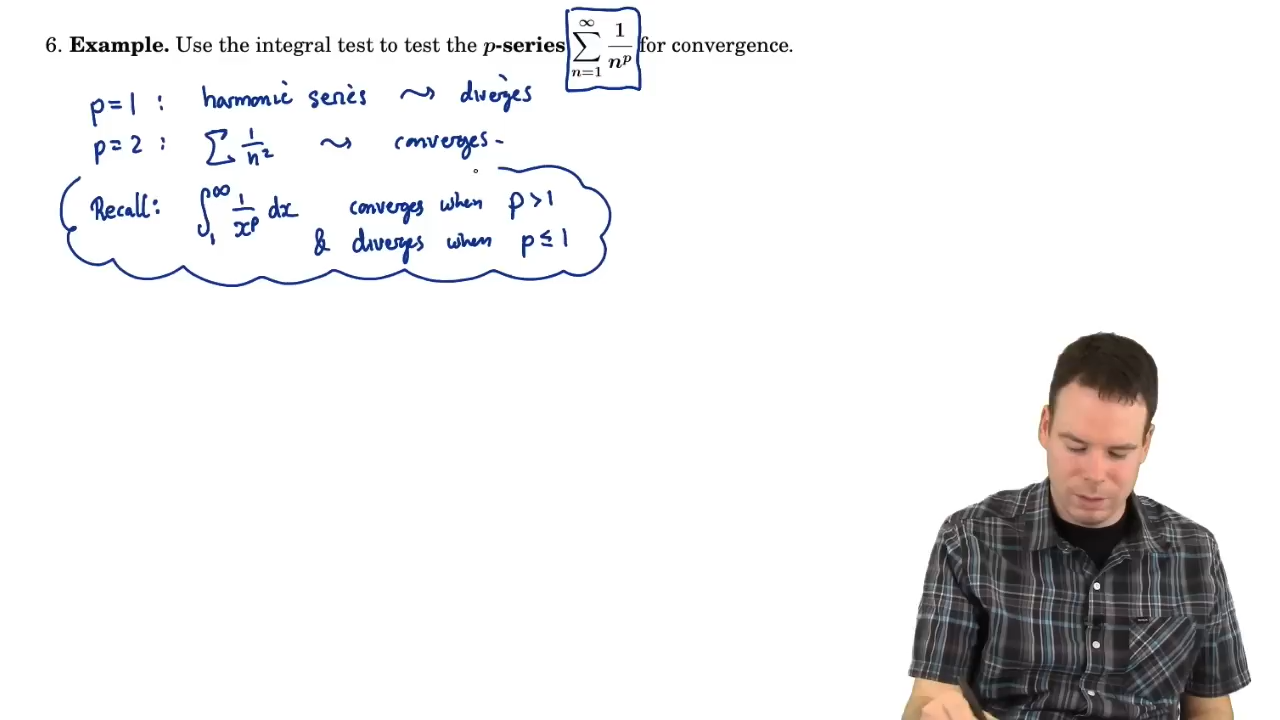 6. Example. Use the integral test to test the p-series ∑_{n=1}^{∞} 1/n^p for convergence.
p=1 : harmonic series ⇝ diverges
p=2 : ∑ 1/n² ⇝ converges.
Recall: ∫_1^∞ 1/x^p dx converges when p>1
& diverges when p≤1